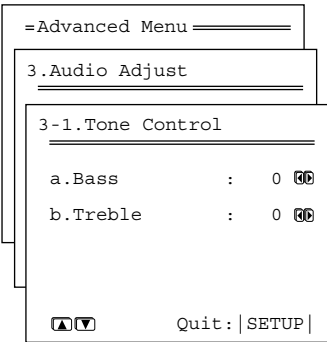 =Advanced Menu
3.Audio Adjust
3-1.Tone Control
a.Bass : 0
b.Treble : 0
Quit:|SETUP|